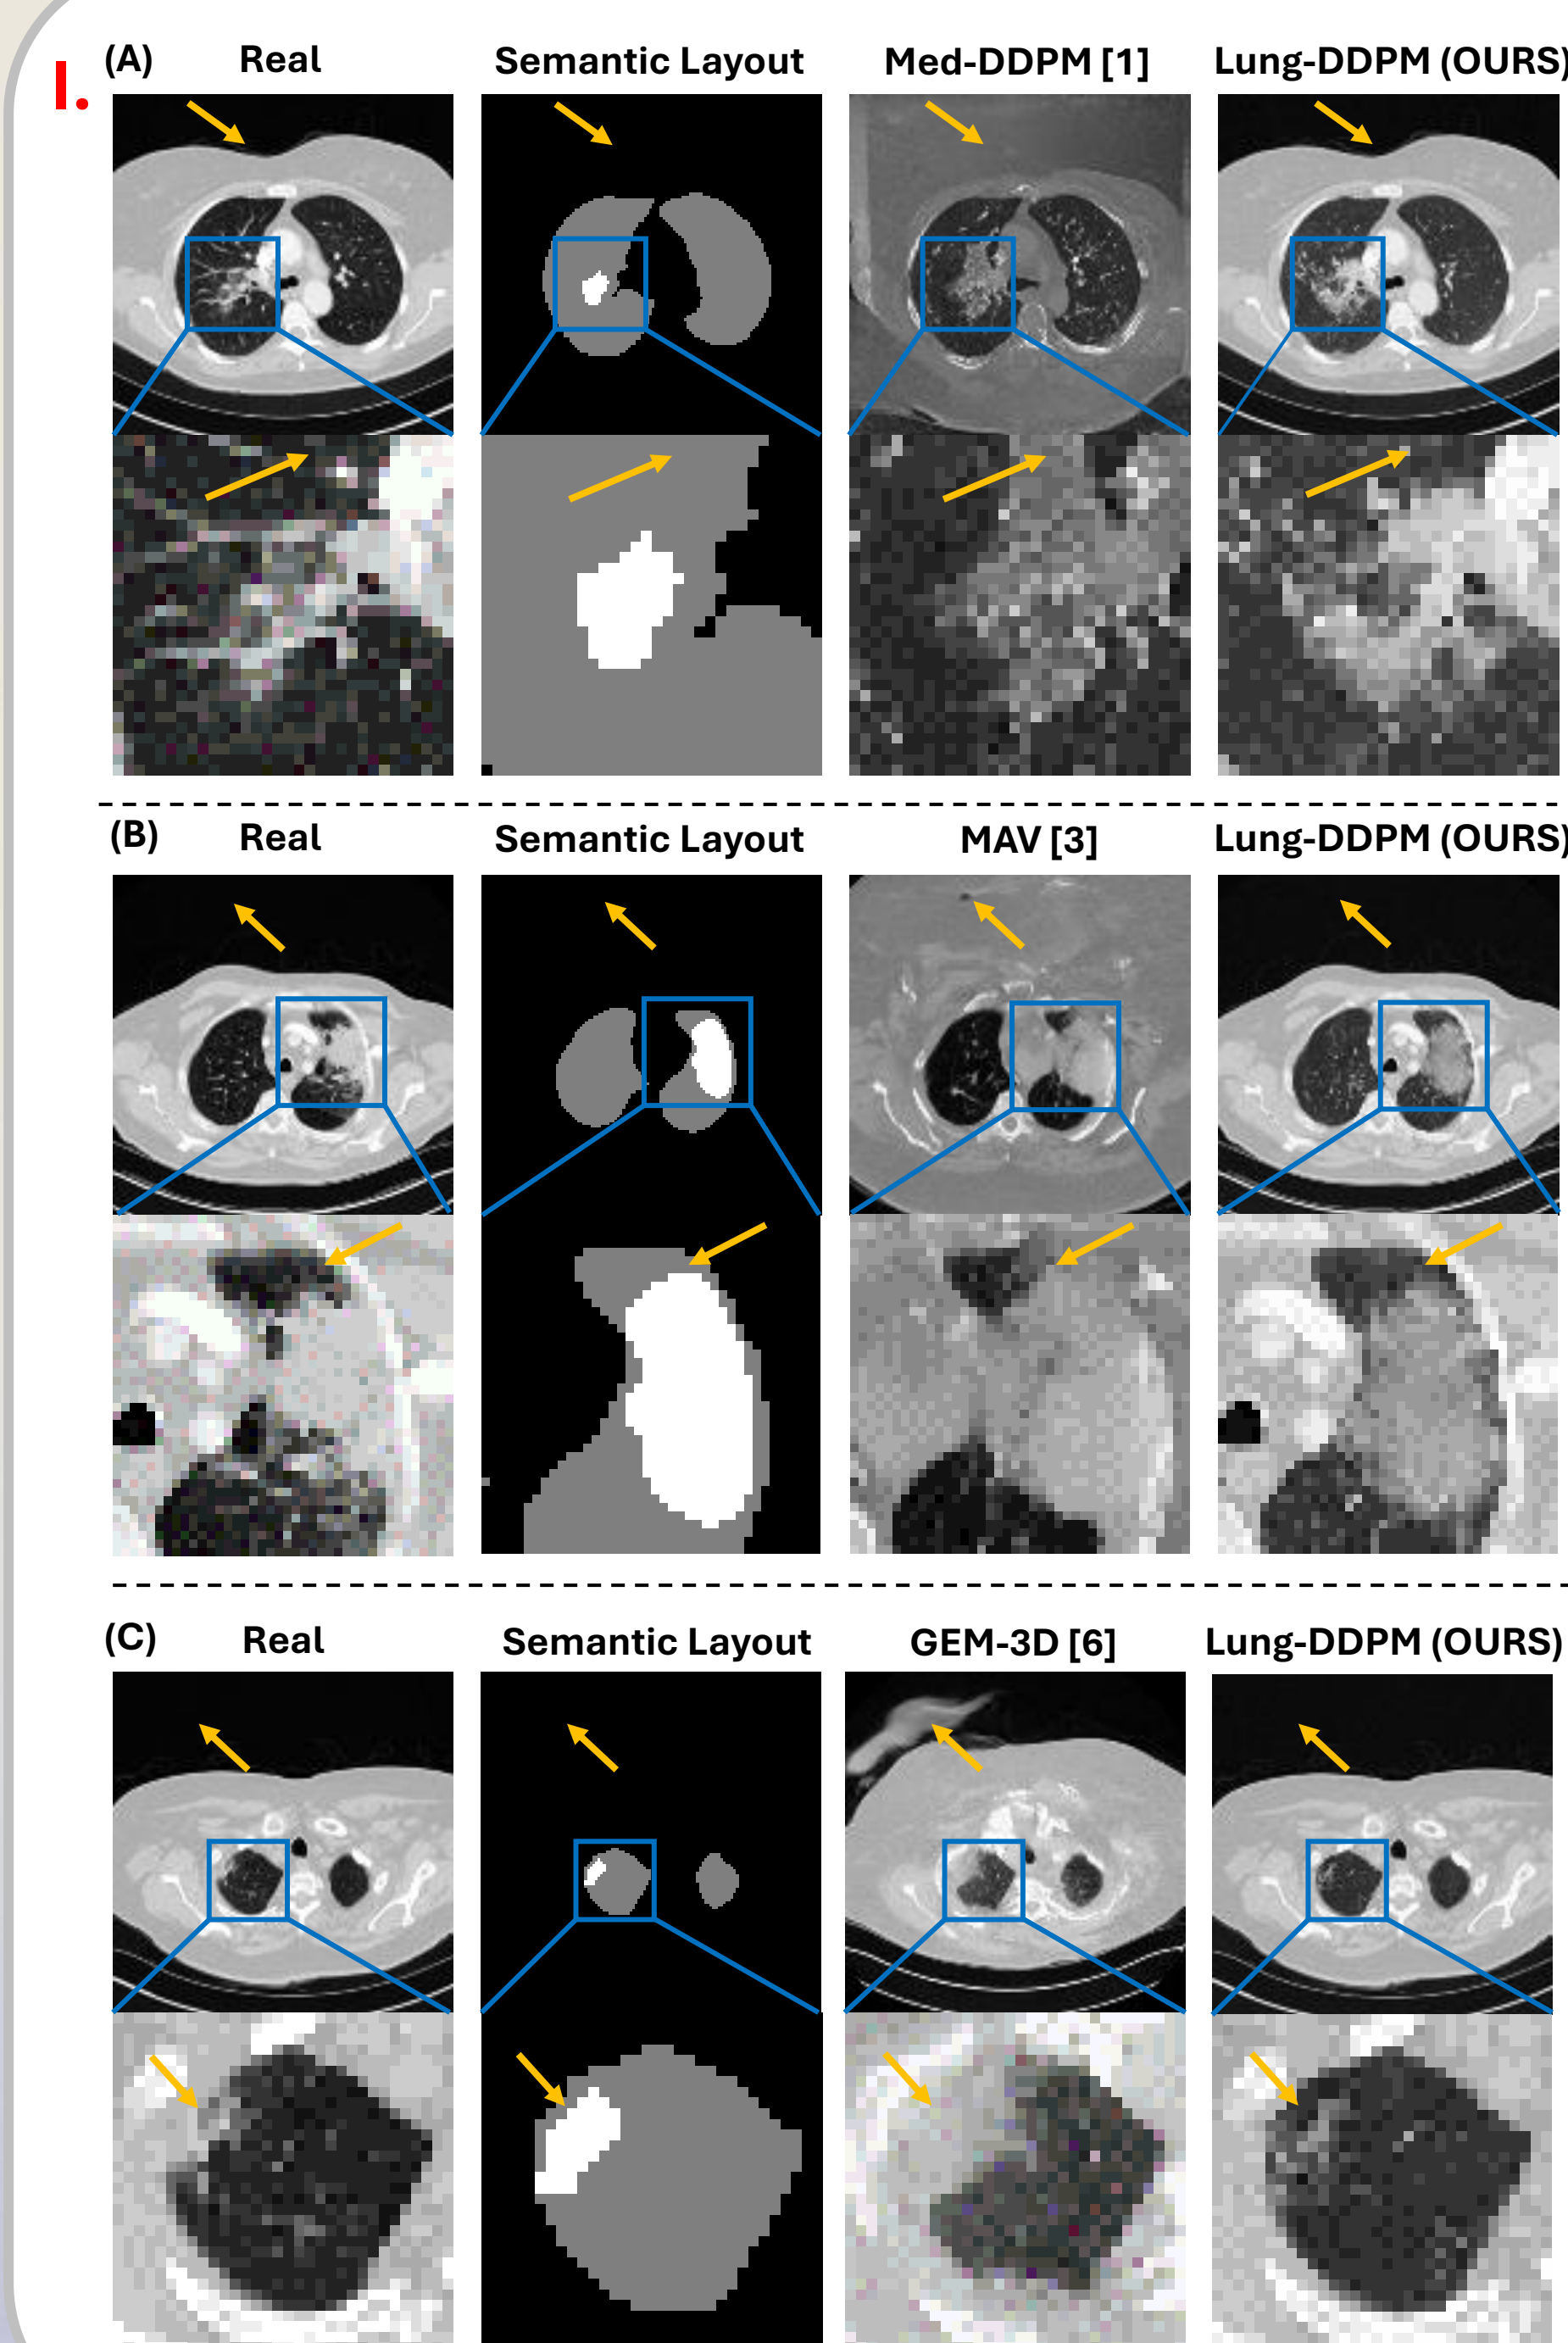 I.
(A) Real Semantic Layout Med-DDPM [1] Lung-DDPM (OURS)
(B) Real Semantic Layout MAV [3] Lung-DDPM (OURS)
(C) Real Semantic Layout GEM-3D [6] Lung-DDPM (OURS)